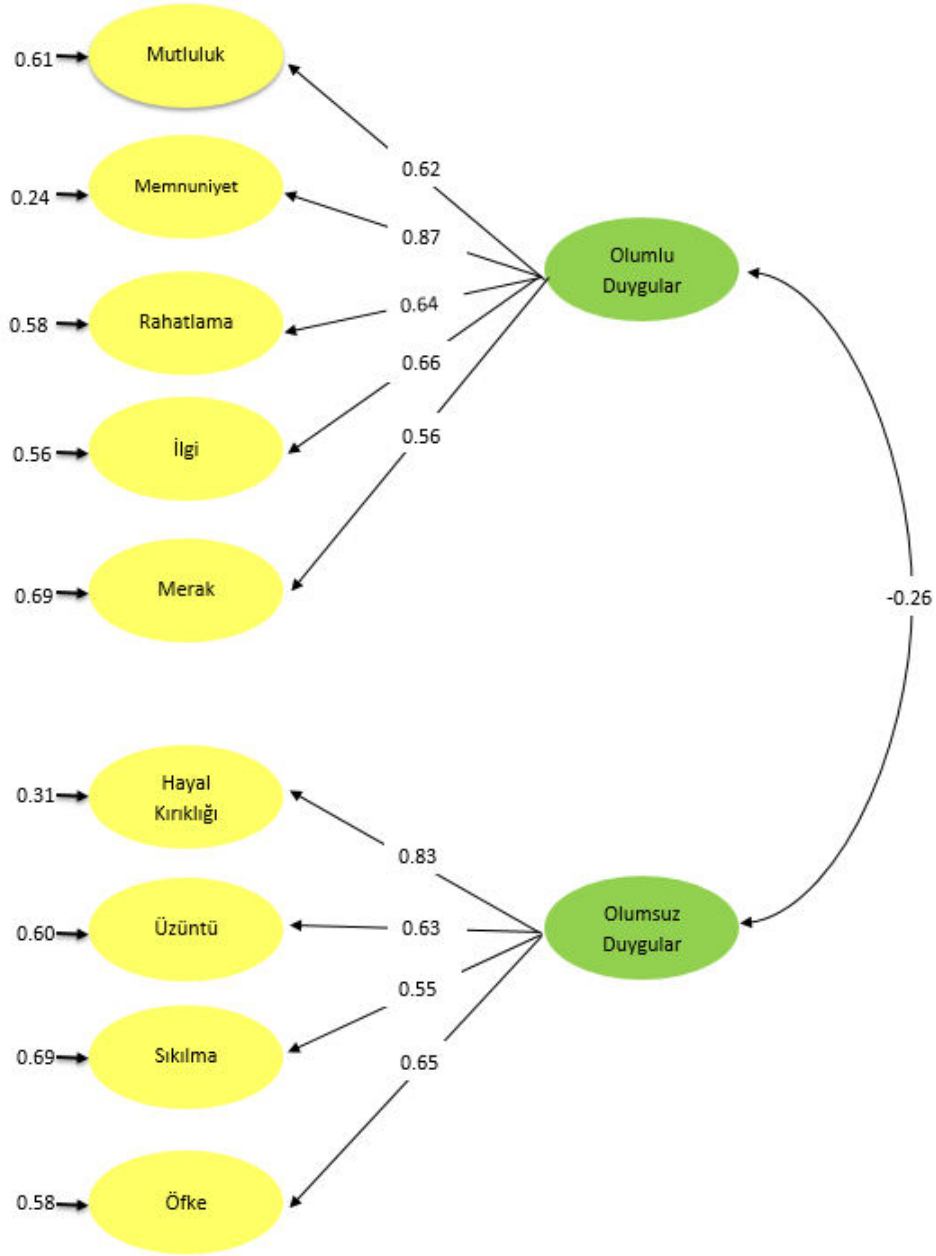 0.61
Mutluluk
0.62
0.24
Memnuniyet
0.87
Olumlu
Duygular
0.58
Rahatlama
0.64
0.66
0.56
İlgi
0.56
0.69
Merak
-0.26
0.31
Hayal
Kırıklığı
0.83
0.60
Üzüntü
0.63
Olumsuz
Duygular
0.55
0.69
Sıkılma
0.65
0.58
Öfke